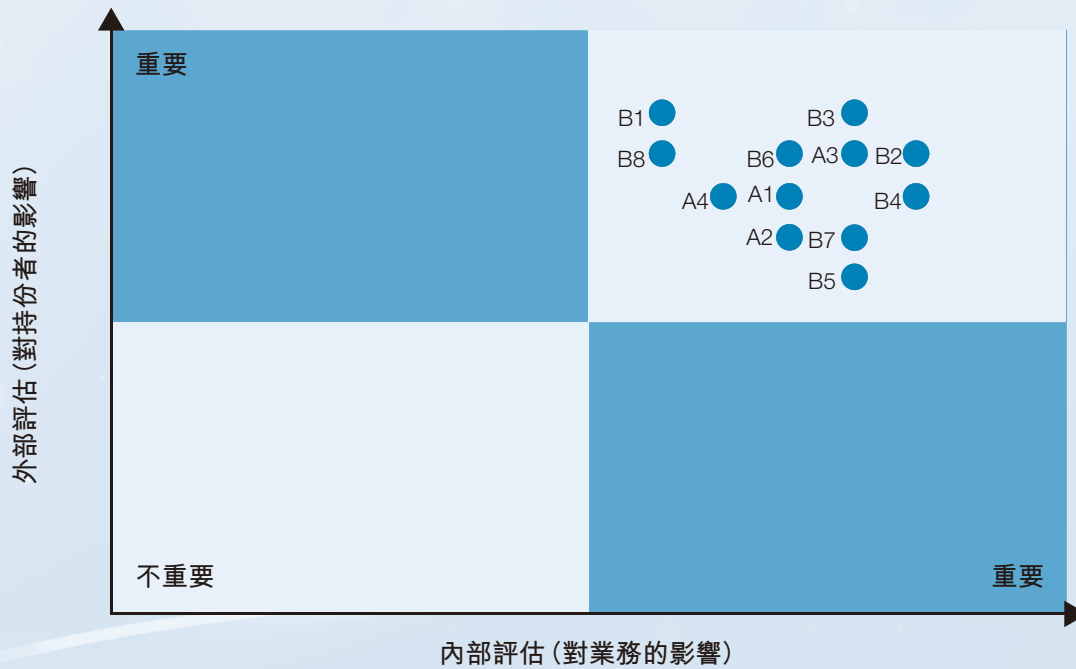 重要
B1
B3
B8
B6
A3
B2
A4
A1
B4
A2
B7
B5
不重要
重要
外部評估（對持份者的影響）
內部評估（對業務的影響）